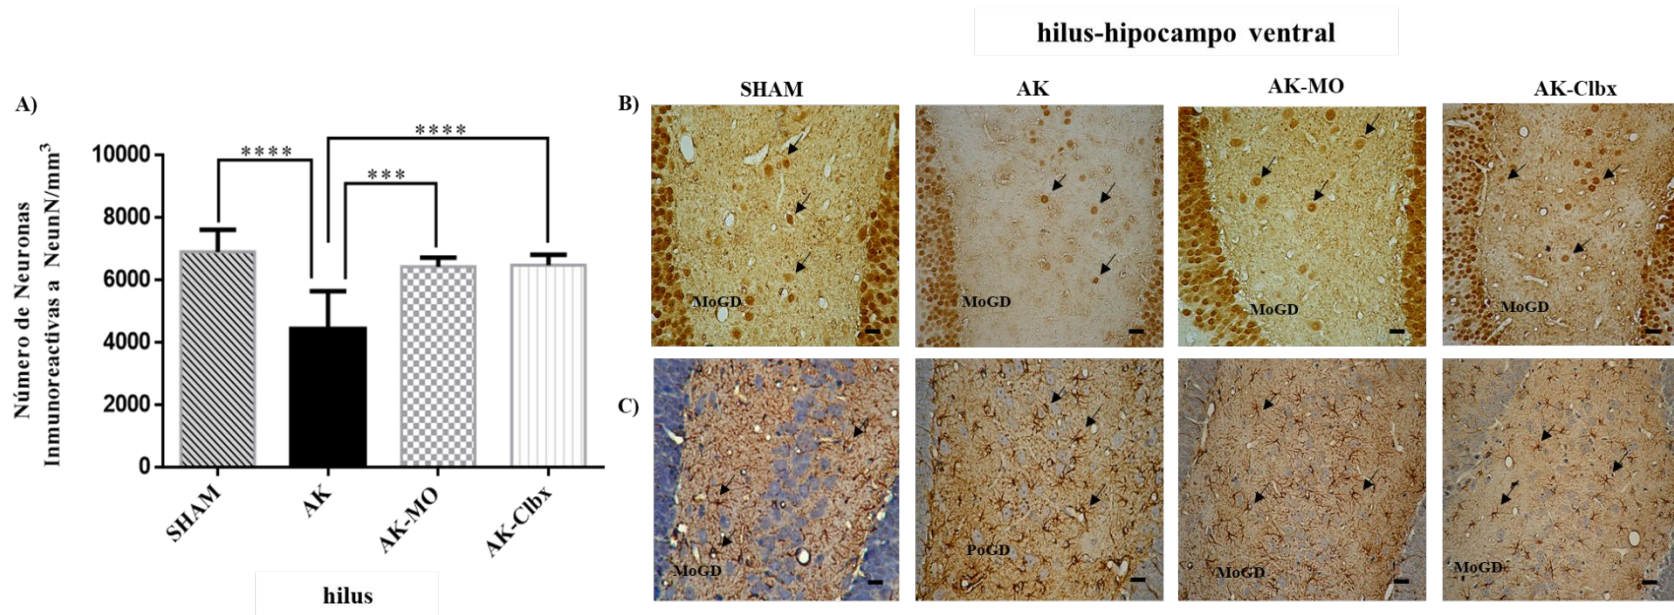 hilus-hipocampo ventral
A)
Número de Neuronas
Inmunoreactivas a NeunN/mm³
10000
8000
6000
4000
2000
0
****
****
***
SHAM
AK
AK-MO
AK-Clbx
hilus
B)
SHAM
AK
AK-MO
AK-Clbx
MoGD
MoGD
MoGD
MoGD
C)
MoGD
PoGD
MoGD
MoGD